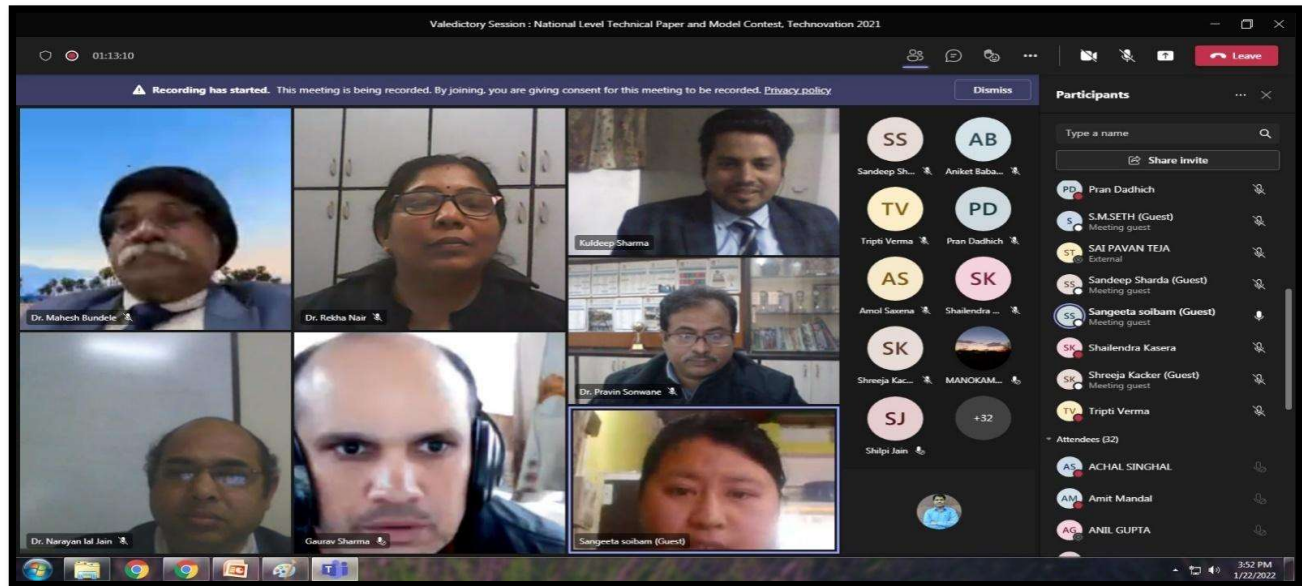 Valedictory Session : National Level Technical Paper and Model Contest, Technovation 2021
01:13:10
Leave
Recording has started. This meeting is being recorded. By joining, you are giving consent for this meeting to be recorded. Privacy policy
Dismiss
Dr. Mahesh Bundele
Dr. Rekha Nair
Kuldeep Sharma
Dr. Pravin Sonwane
Dr. Narayan lal Jain
Gaurav Sharma
Sangeeta soibam (Guest)
SS
AB
Sandeep Sh...
Aniket Baba...
TV
PD
Tripti Verma
Pran Dadhich
AS
SK
Amol Saxena
Shailendra ...
SK
Shreeja Kac...
MANOKAM...
SJ
+32
Shilpi Jain
Participants
Type a name
Share invite
PD Pran Dadhich
S S.M.SETH (Guest)
Meeting guest
ST SAI PAVAN TEJA
External
SS Sandeep Sharda (Guest)
Meeting guest
SS Sangeeta soibam (Guest)
Meeting guest
SK Shailendra Kasera
SK Shreeja Kacker (Guest)
Meeting guest
TV Tripti Verma
Attendees (32)
AS ACHAL SINGHAL
AM Amit Mandal
AG ANIL GUPTA
3:52 PM
1/22/2022